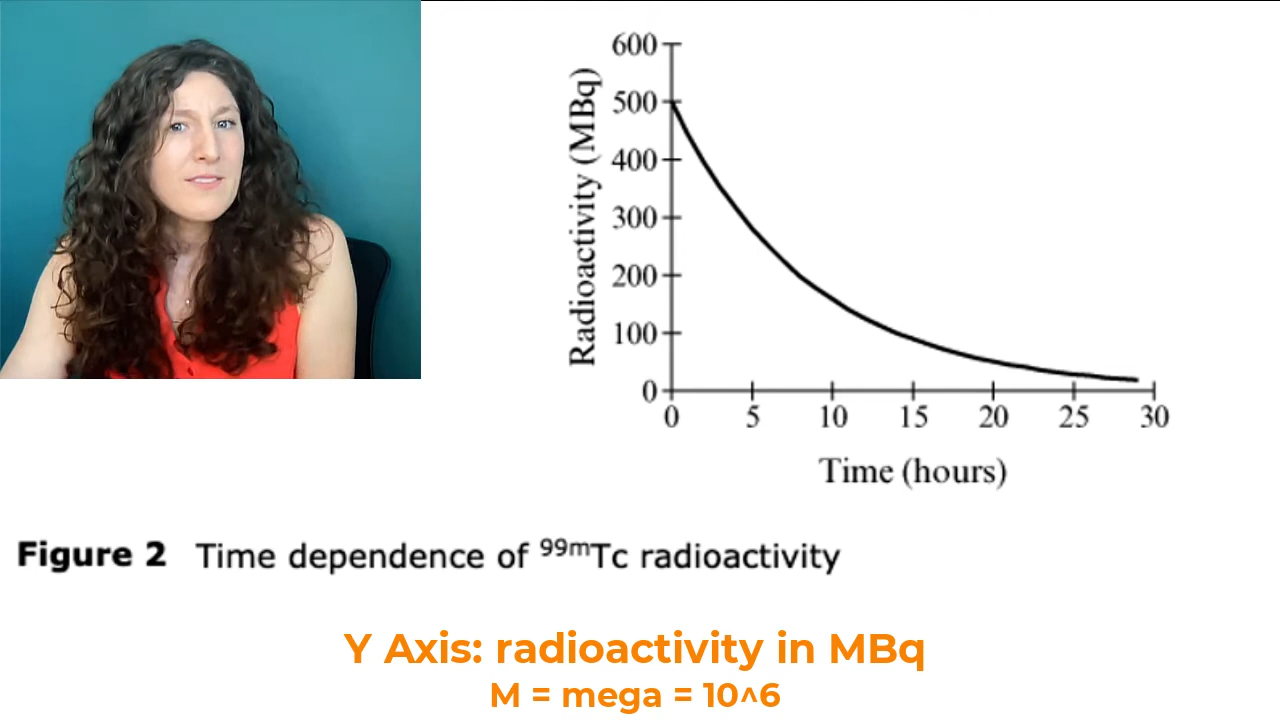 600
500
400
300
200
100
0
Radioactivity (MBq)
0 5 10 15 20 25 30
Time (hours)
Figure 2 Time dependence of ⁹⁹ᵐTc radioactivity
Y Axis: radioactivity in MBq
M = mega = 10^6